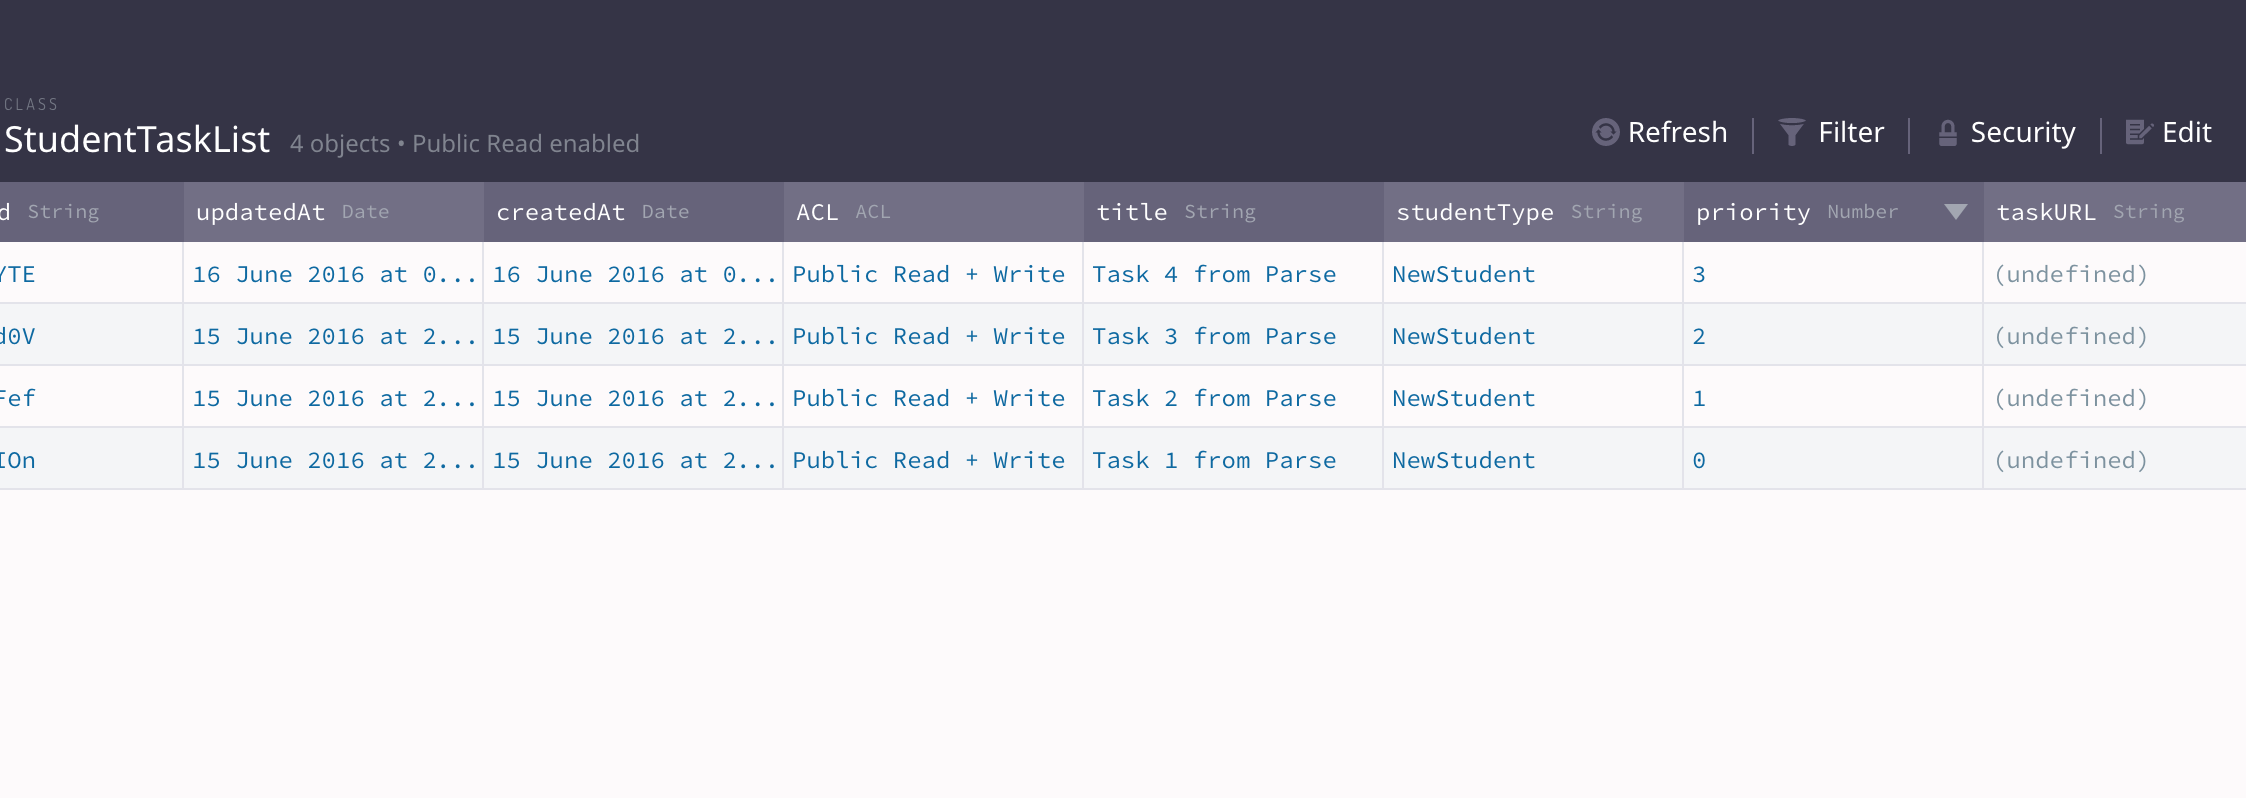 CLASS
StudentTaskList 4 objects • Public Read enabled Refresh Filter Security Edit
d String updatedAt Date createdAt Date ACL ACL title String studentType String priority Number taskURL String
YTE 16 June 2016 at 0... 16 June 2016 at 0... Public Read + Write Task 4 from Parse NewStudent 3 (undefined)
d0V 15 June 2016 at 2... 15 June 2016 at 2... Public Read + Write Task 3 from Parse NewStudent 2 (undefined)
Fef 15 June 2016 at 2... 15 June 2016 at 2... Public Read + Write Task 2 from Parse NewStudent 1 (undefined)
IOn 15 June 2016 at 2... 15 June 2016 at 2... Public Read + Write Task 1 from Parse NewStudent 0 (undefined)